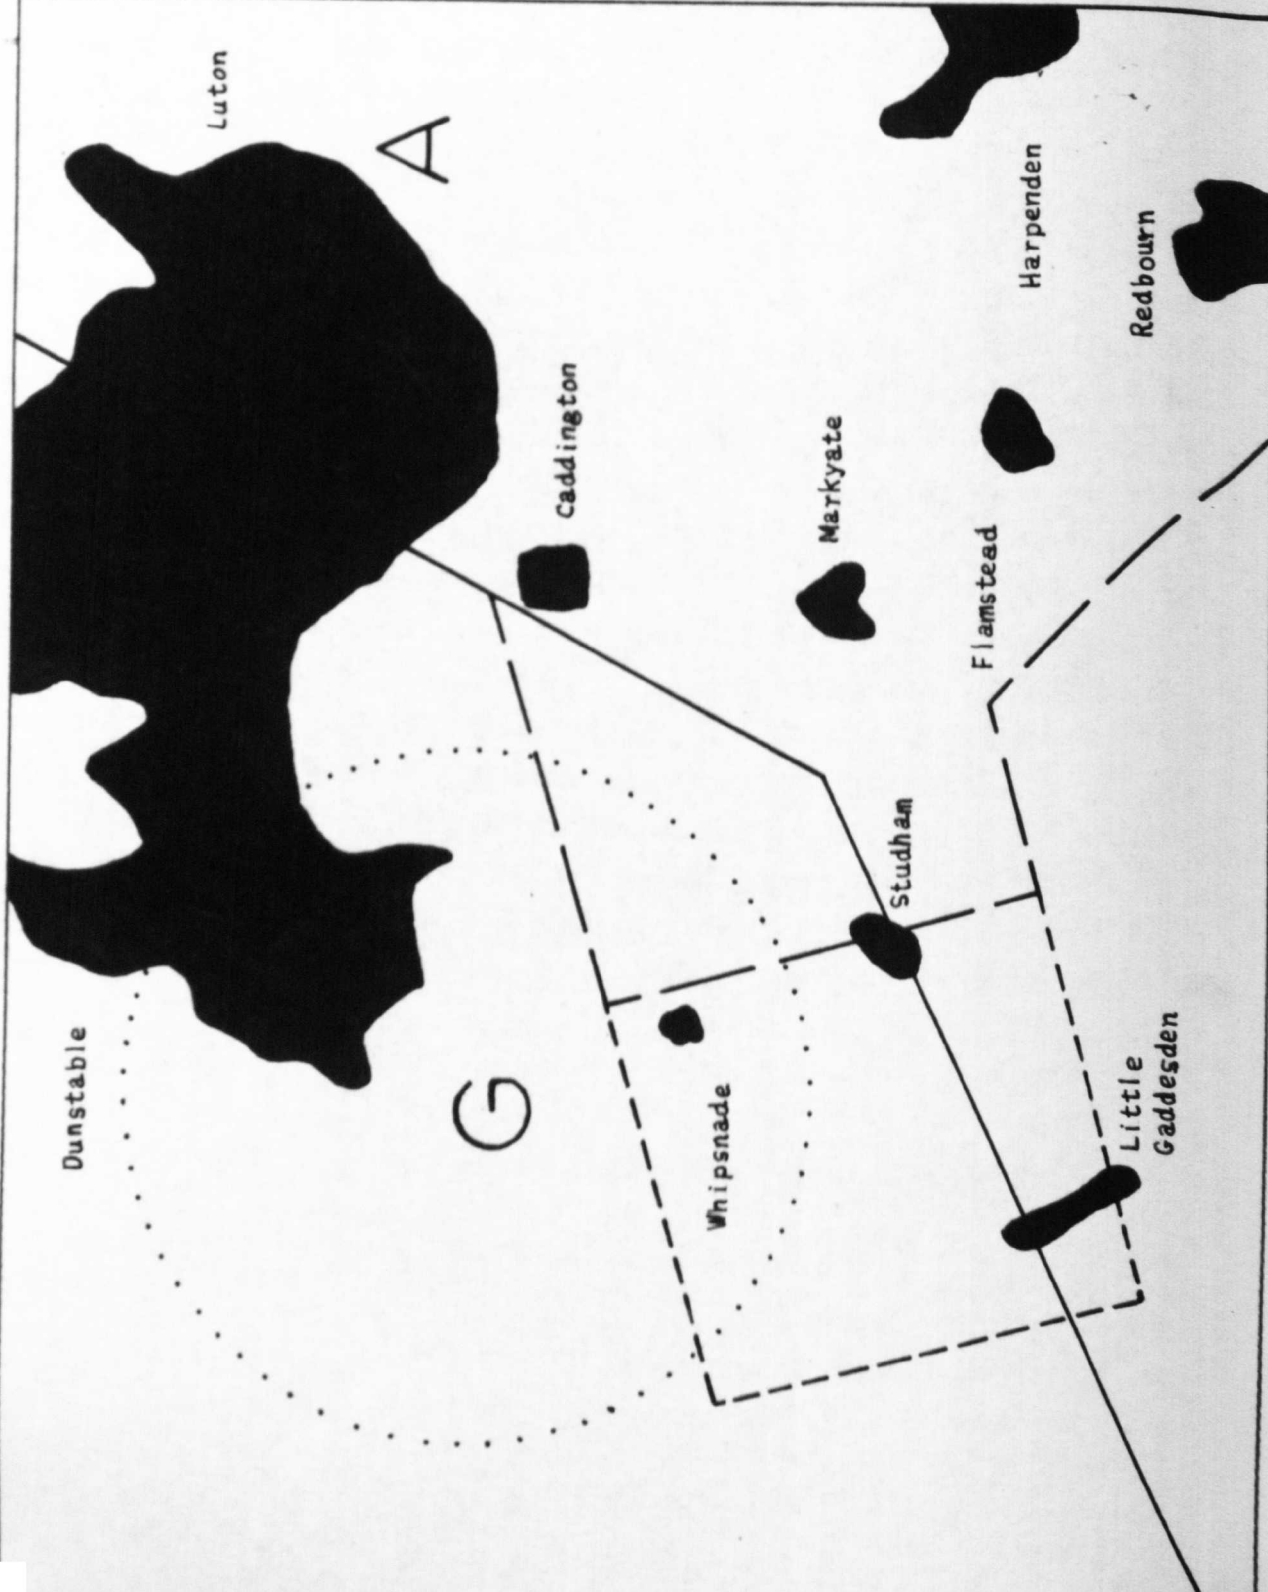 Dunstable
Luton
A
G
Caddington
Whipsnade
Markyate
Studham
Flamstead
Harpenden
Redbourn
Little
Gaddesden